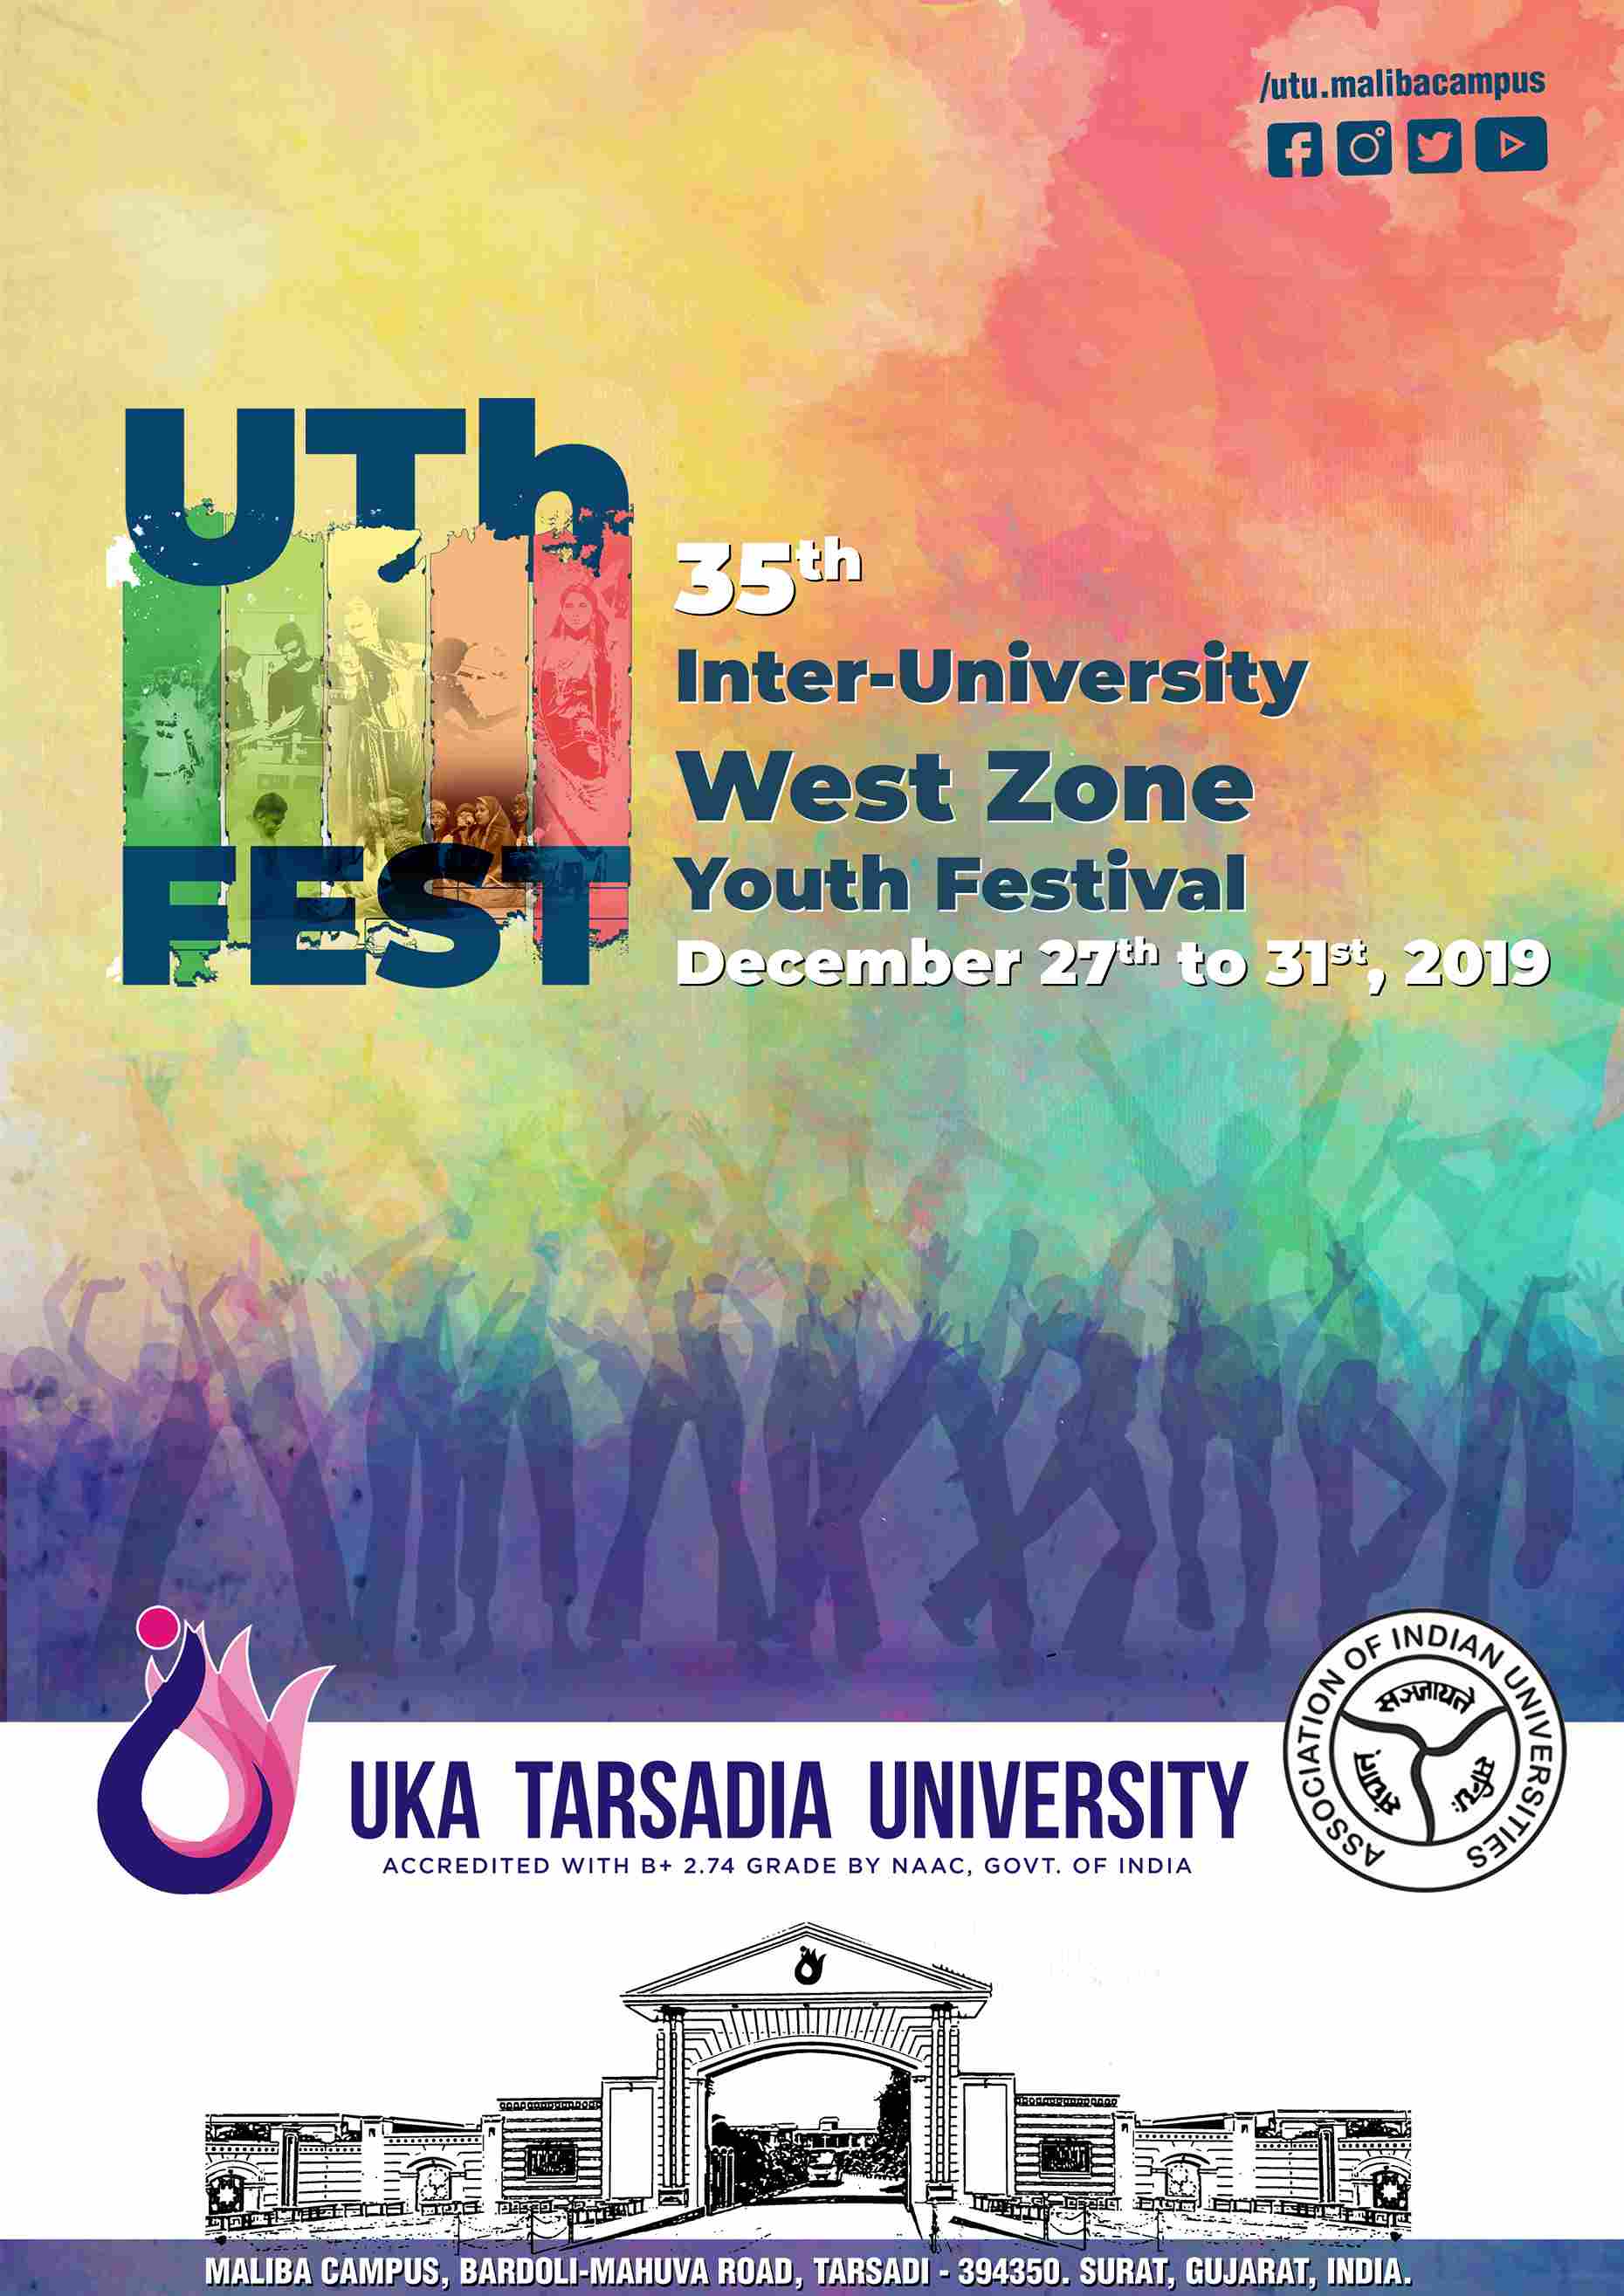 /utu.malibacampus
UTh
FEST
35th
Inter-University
West Zone
Youth Festival
December 27th to 31st, 2019
UKA TARSADIA UNIVERSITY
ACCREDITED WITH B+ 2.74 GRADE BY NAAC, GOVT. OF INDIA
ASSOCIATION OF INDIAN UNIVERSITIES
सञ्जायते
MALIBA CAMPUS, BARDOLI-MAHUVA ROAD, TARSADI - 394350. SURAT, GUJARAT, INDIA.